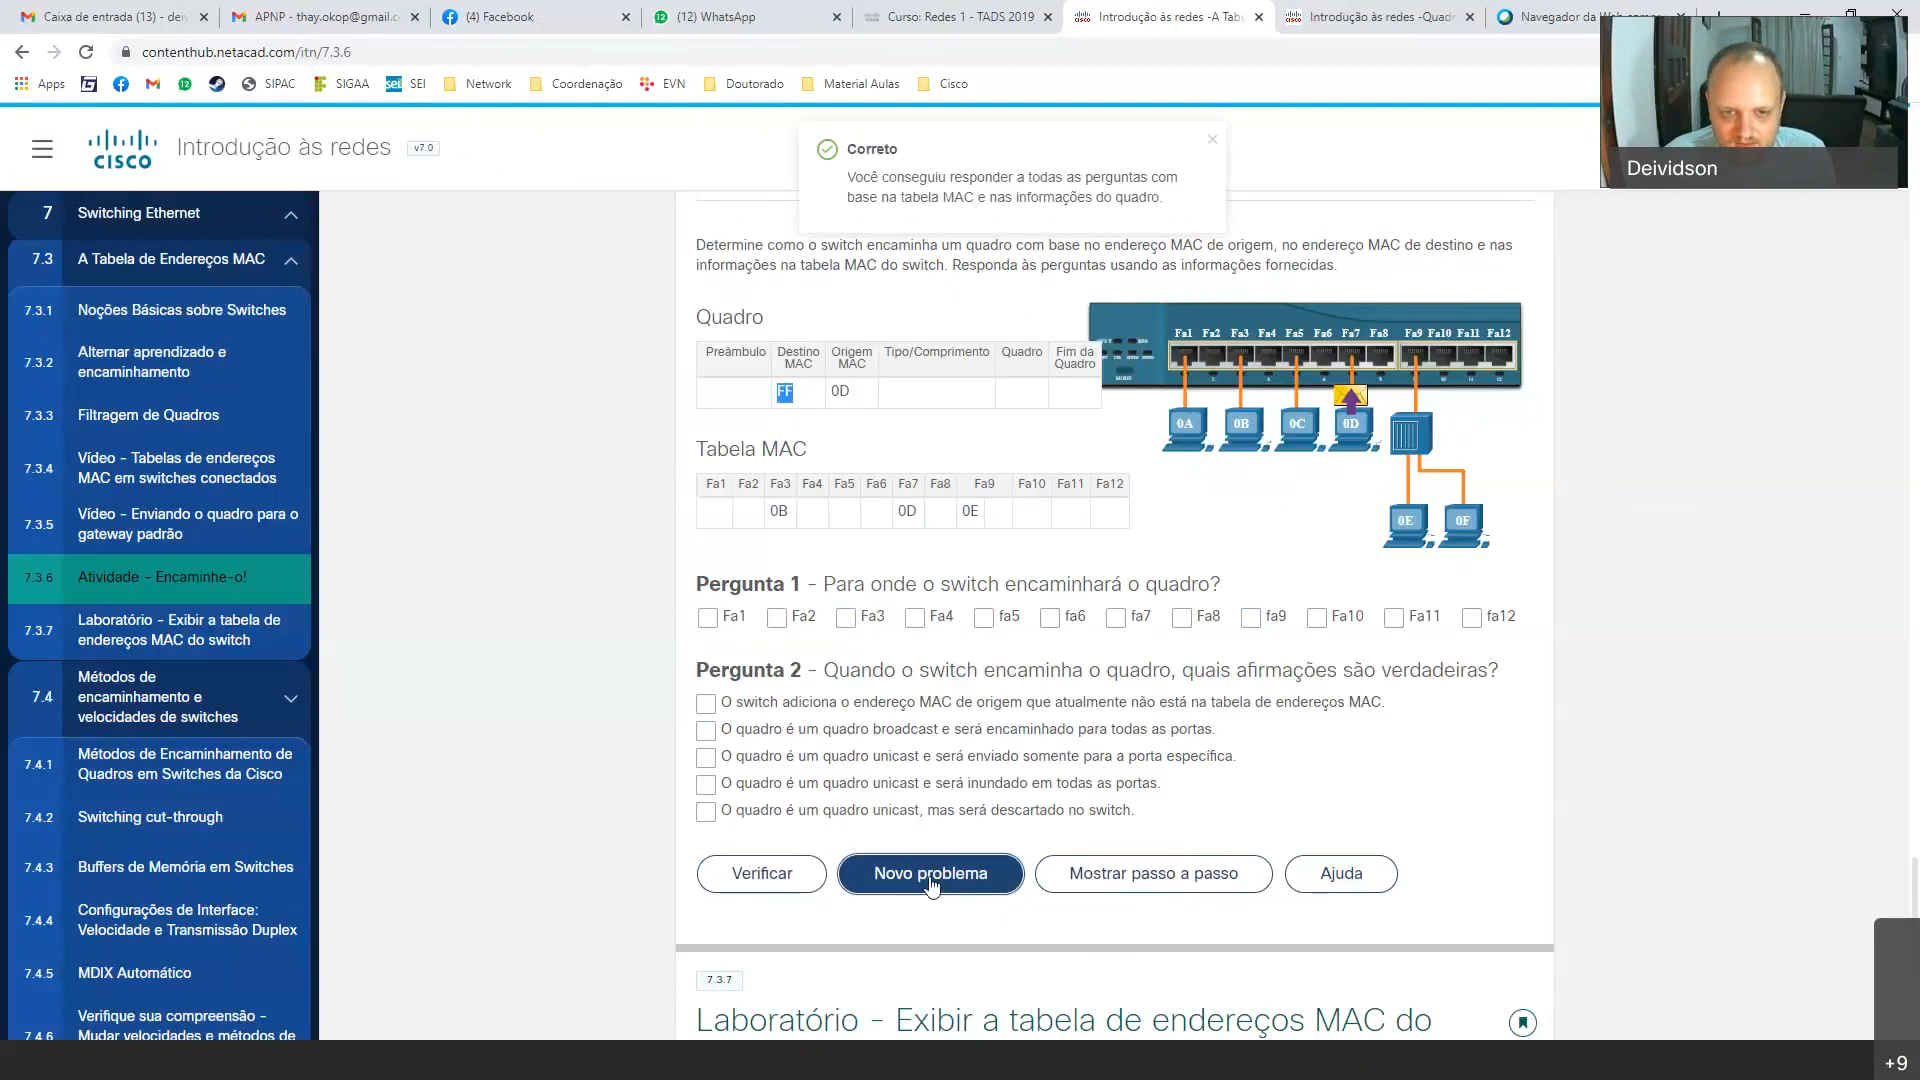 Caixa de entrada (13) - dei
APNP - thay.okop@gmail.c
(4) Facebook
(12) WhatsApp
Curso: Redes 1 - TADS 2019
Introdução às redes -A Tab
Introdução às redes -Quad
Navegador da Web
contenthub.netacad.com/itn/7.3.6
Apps
SIPAC
SIGAA
sei SEI
Network
Coordenação
EVN
Doutorado
Material Aulas
Cisco
Deividson
CISCO
Introdução às redes
v7.0
Correto
Você conseguiu responder a todas as perguntas com
base na tabela MAC e nas informações do quadro.
7 Switching Ethernet
7.3 A Tabela de Endereços MAC
7.3.1 Noções Básicas sobre Switches
7.3.2 Alternar aprendizado e
encaminhamento
7.3.3 Filtragem de Quadros
7.3.4 Vídeo - Tabelas de endereços
MAC em switches conectados
7.3.5 Vídeo - Enviando o quadro para o
gateway padrão
7.3.6 Atividade - Encaminhe-o!
7.3.7 Laboratório - Exibir a tabela de
endereços MAC do switch
7.4 Métodos de
encaminhamento e
velocidades de switches
7.4.1 Métodos de Encaminhamento de
Quadros em Switches da Cisco
7.4.2 Switching cut-through
7.4.3 Buffers de Memória em Switches
7.4.4 Configurações de Interface:
Velocidade e Transmissão Duplex
7.4.5 MDIX Automático
7.4.6 Verifique sua compreensão -
Mudar velocidades e métodos de
Determine como o switch encaminha um quadro com base no endereço MAC de origem, no endereço MAC de destino e nas
informações na tabela MAC do switch. Responda às perguntas usando as informações fornecidas.
Quadro
Preâmbulo Destino MAC Origem MAC Tipo/Comprimento Quadro Fim da Quadro
FF 0D
Fa1 Fa2 Fa3 Fa4 Fa5 Fa6 Fa7 Fa8 Fa9 Fa10 Fa11 Fa12
MODE
0A 0B 0C 0D
0E 0F
Tabela MAC
Fa1 Fa2 Fa3 Fa4 Fa5 Fa6 Fa7 Fa8 Fa9 Fa10 Fa11 Fa12
0B 0D 0E
Pergunta 1 - Para onde o switch encaminhará o quadro?
Fa1 Fa2 Fa3 Fa4 fa5 fa6 fa7 Fa8 fa9 Fa10 Fa11 fa12
Pergunta 2 - Quando o switch encaminha o quadro, quais afirmações são verdadeiras?
O switch adiciona o endereço MAC de origem que atualmente não está na tabela de endereços MAC.
O quadro é um quadro broadcast e será encaminhado para todas as portas.
O quadro é um quadro unicast e será enviado somente para a porta específica.
O quadro é um quadro unicast e será inundado em todas as portas.
O quadro é um quadro unicast, mas será descartado no switch.
Verificar
Novo problema
Mostrar passo a passo
Ajuda
7.3.7
Laboratório - Exibir a tabela de endereços MAC do
+9